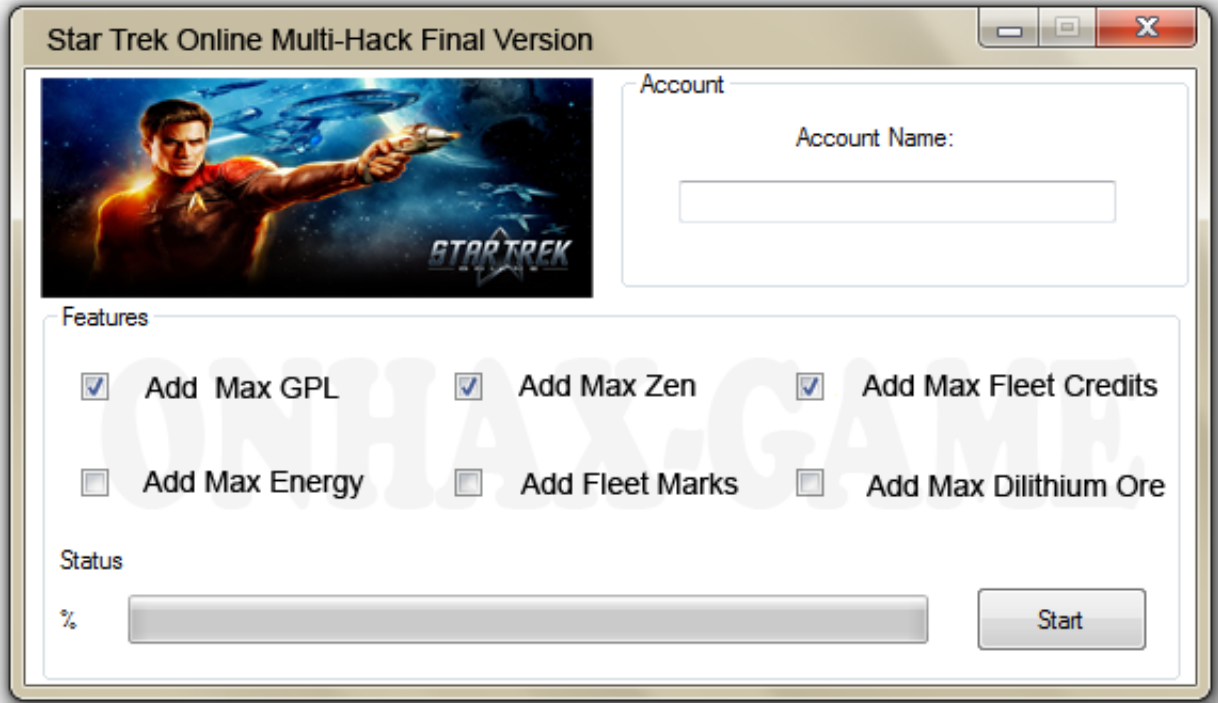 Star Trek Online Multi-Hack Final Version
Account
Account Name:
STAR TREK
ONLINE
Features
ONHAX-GAME
Add Max GPL
Add Max Zen
Add Max Fleet Credits
Add Max Energy
Add Fleet Marks
Add Max Dilithium Ore
Status
%
Start